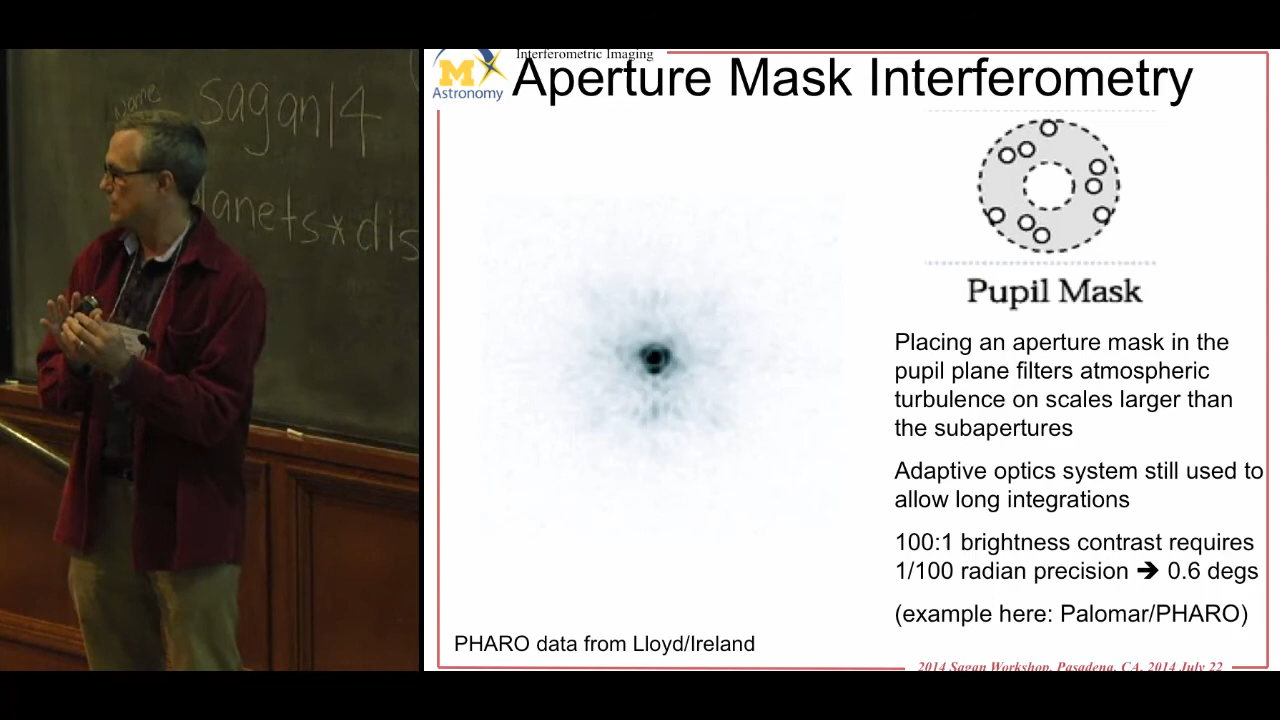 name
sagan14
planets*dis
Interferometric Imaging
M
Astronomy
Aperture Mask Interferometry
Pupil Mask
Placing an aperture mask in the
pupil plane filters atmospheric
turbulence on scales larger than
the subapertures
Adaptive optics system still used to
allow long integrations
100:1 brightness contrast requires
1/100 radian precision ➔ 0.6 degs
(example here: Palomar/PHARO)
PHARO data from Lloyd/Ireland
2014 Sagan Workshop, Pasadena, CA, 2014 July 22